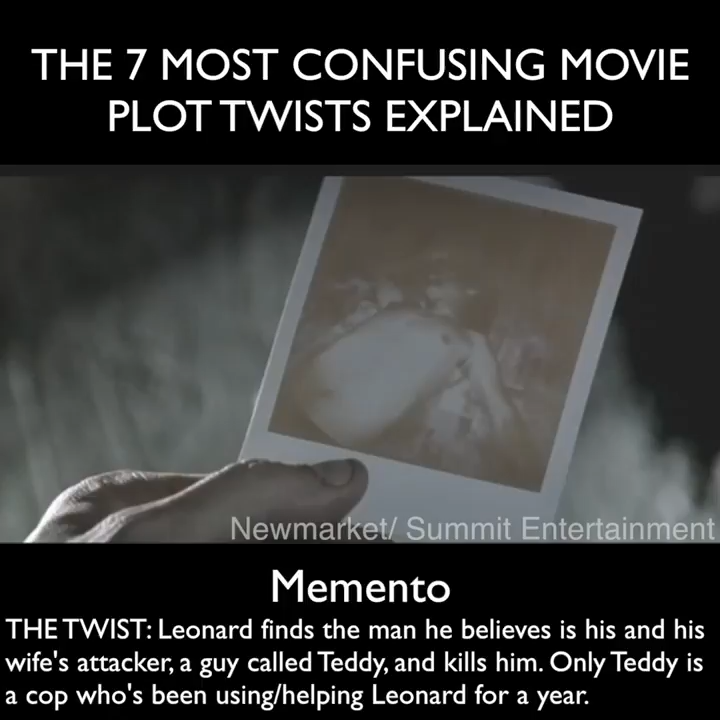 THE 7 MOST CONFUSING MOVIE
PLOT TWISTS EXPLAINED
Newmarket/ Summit Entertainment
Memento
THE TWIST: Leonard finds the man he believes is his and his
wife's attacker, a guy called Teddy, and kills him. Only Teddy is
a cop who's been using/helping Leonard for a year.